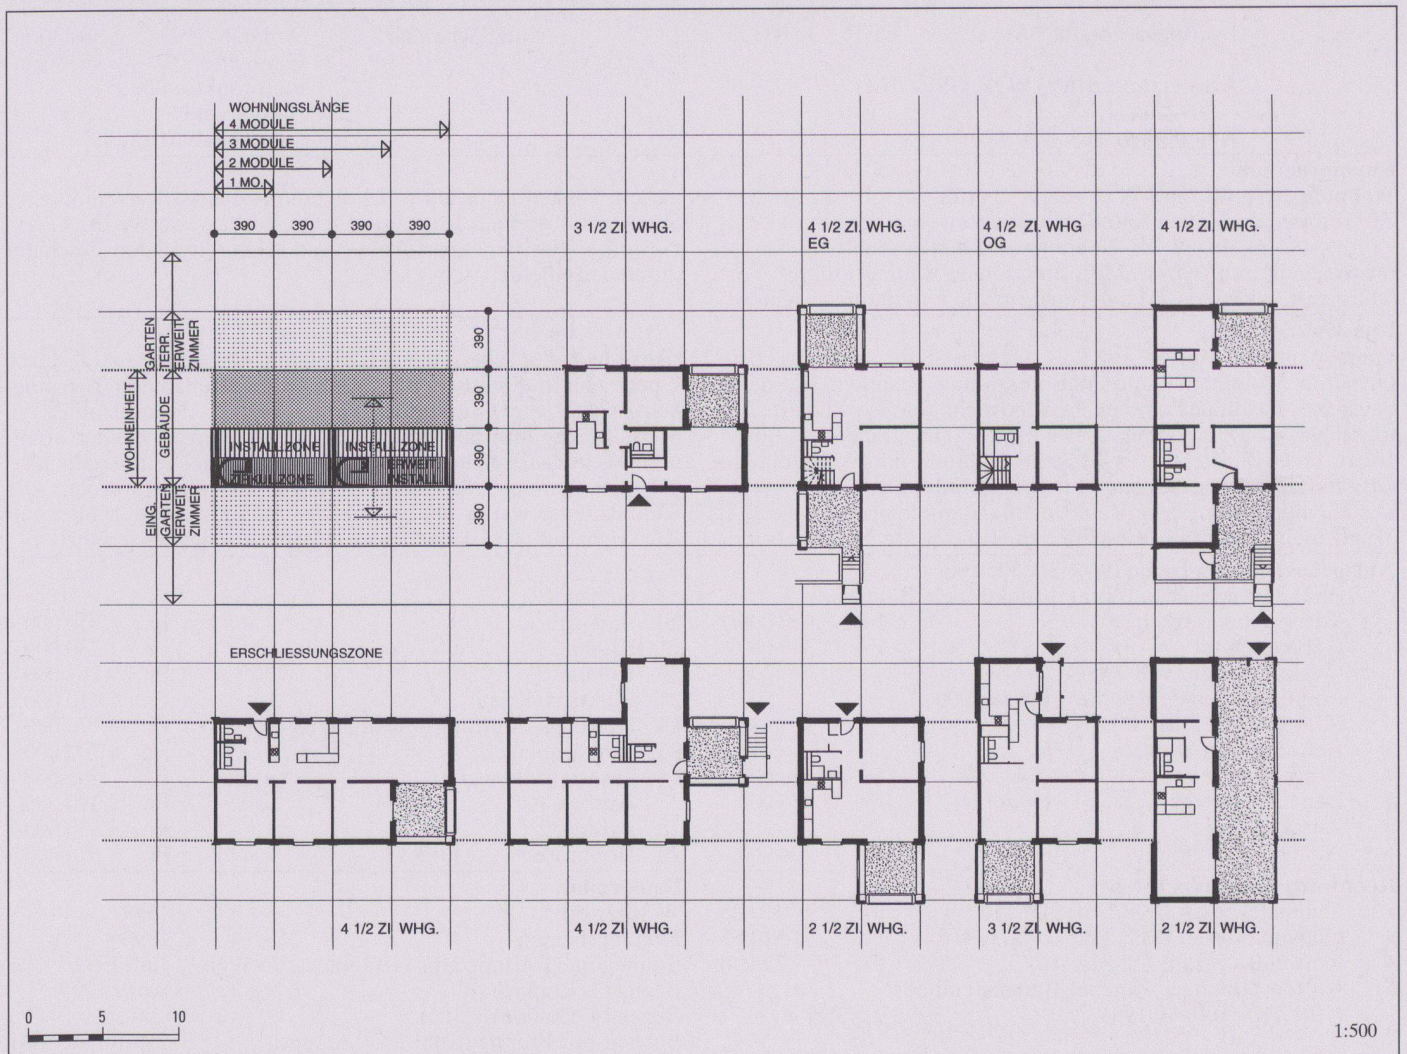 WOHNUNGSLÄNGE
4 MODULE
3 MODULE
2 MODULE
1 MO.
390 390 390 390
3 1/2 ZI. WHG.
4 1/2 ZI. WHG.
EG
4 1/2 ZI. WHG
OG
4 1/2 ZI. WHG.
GARTEN
TERR.
ERWEIT.
ZIMMER
390
390
390
390
WOHNEINHEIT
GEBÄUDE
INSTALL.ZONE INSTALL.ZONE
ERWEIT.
INSTALL.
EING.
GARTEN
ERWEIT.
ZIMMER
ERSCHLIESSUNGSZONE
4 1/2 ZI. WHG.
4 1/2 ZI. WHG.
2 1/2 ZI. WHG.
3 1/2 ZI. WHG.
2 1/2 ZI. WHG.
0 5 10
1:500